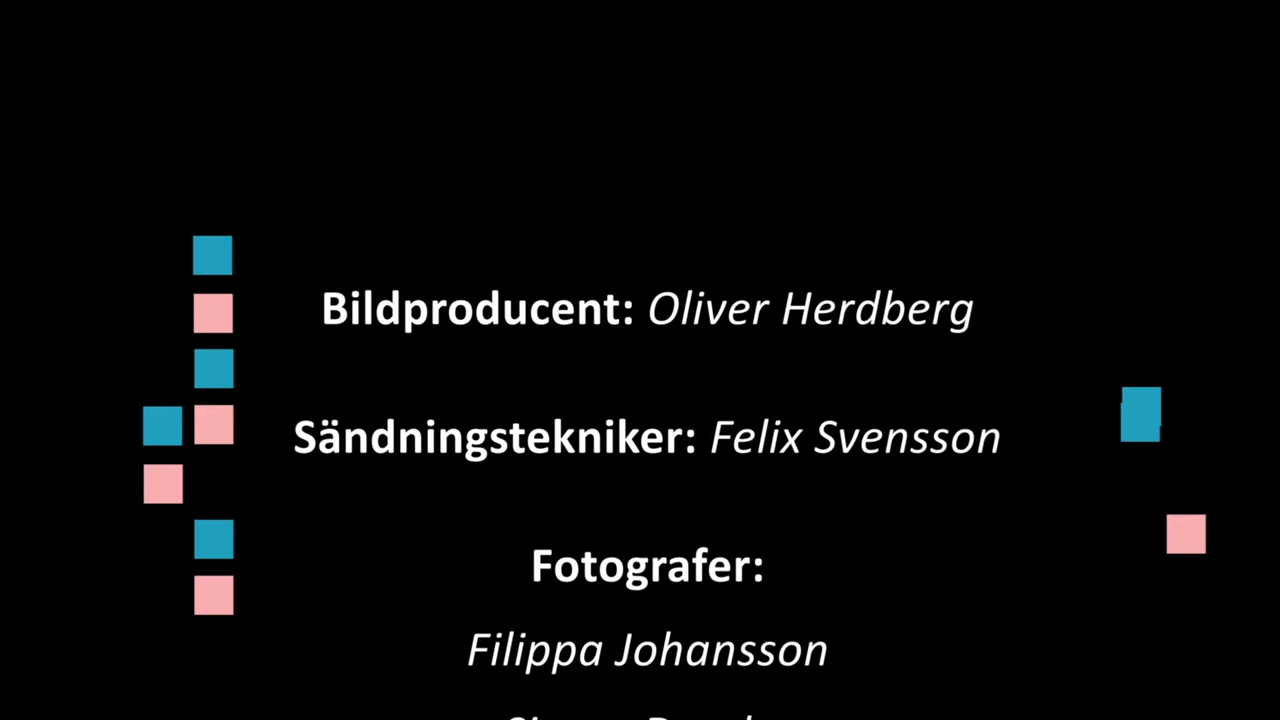 Bildproducent: Oliver Herdberg
Sändningstekniker: Felix Svensson
Fotografer:
Filippa Johansson